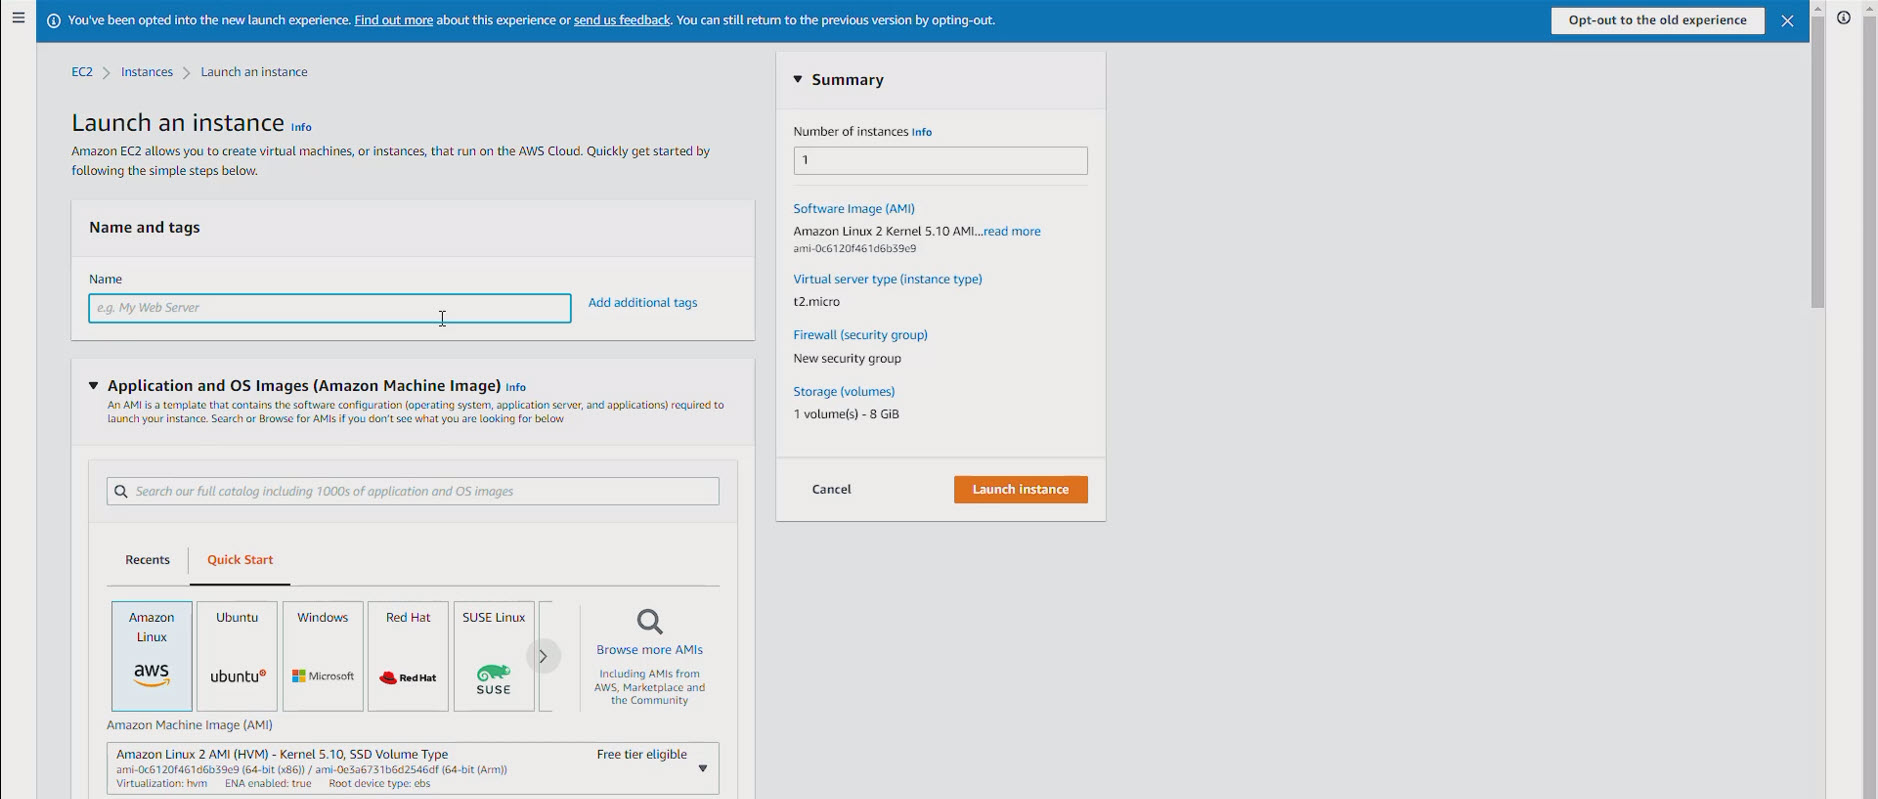 You've been opted into the new launch experience. Find out more about this experience or send us feedback. You can still return to the previous version by opting-out.
Opt-out to the old experience
EC2 > Instances > Launch an instance
Launch an instance Info
Amazon EC2 allows you to create virtual machines, or instances, that run on the AWS Cloud. Quickly get started by
following the simple steps below.
Name and tags
Name
e.g. My Web Server
Add additional tags
Application and OS Images (Amazon Machine Image) Info
An AMI is a template that contains the software configuration (operating system, application server, and applications) required to
launch your instance. Search or Browse for AMIs if you don't see what you are looking for below
Search our full catalog including 1000s of application and OS images
Recents
Quick Start
Amazon
Linux
aws
Ubuntu
ubuntu
Windows
Microsoft
Red Hat
Red Hat
SUSE Linux
SUSE
Browse more AMIs
Including AMIs from
AWS, Marketplace and
the Community
Amazon Machine Image (AMI)
Amazon Linux 2 AMI (HVM) - Kernel 5.10, SSD Volume Type
Free tier eligible
ami-0c6120f461d6b39e9 (64-bit (x86)) / ami-0e3a6731b6d2546df (64-bit (Arm))
Virtualization: hvm ENA enabled: true Root device type: ebs
Summary
Number of instances Info
1
Software Image (AMI)
Amazon Linux 2 Kernel 5.10 AMI...read more
ami-0c6120f461d6b39e9
Virtual server type (instance type)
t2.micro
Firewall (security group)
New security group
Storage (volumes)
1 volume(s) - 8 GiB
Cancel
Launch instance